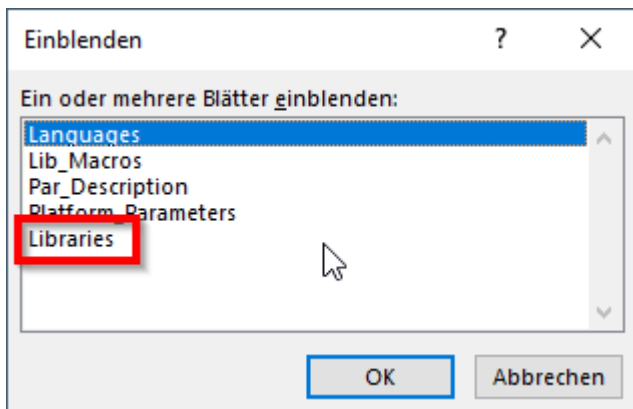 Einblenden ? X
Ein oder mehrere Blätter einblenden:
Languages
Lib_Macros
Par_Description
Platform_Parameters
Libraries
OK Abbrechen